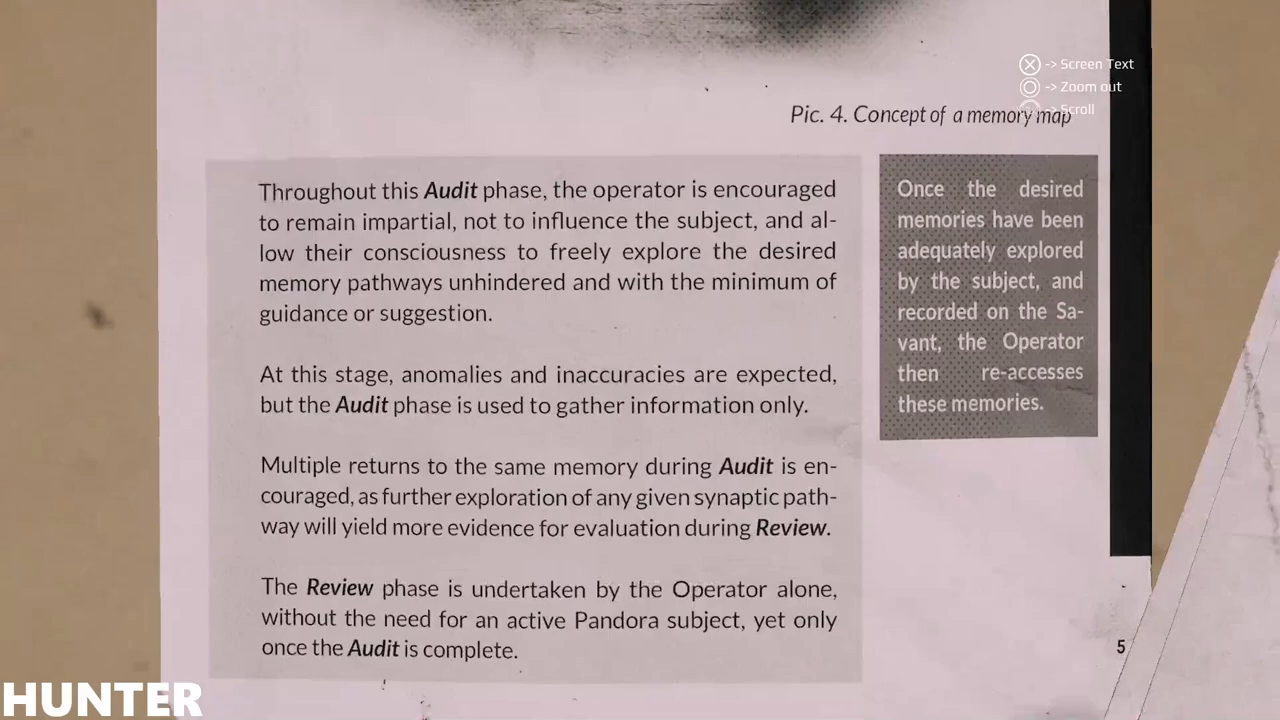 -> Screen Text
-> Zoom out
-> Scroll
Pic. 4. Concept of a memory map
Throughout this Audit phase, the operator is encouraged
to remain impartial, not to influence the subject, and al-
low their consciousness to freely explore the desired
memory pathways unhindered and with the minimum of
guidance or suggestion.
At this stage, anomalies and inaccuracies are expected,
but the Audit phase is used to gather information only.
Multiple returns to the same memory during Audit is en-
couraged, as further exploration of any given synaptic path-
way will yield more evidence for evaluation during Review.
The Review phase is undertaken by the Operator alone,
without the need for an active Pandora subject, yet only
once the Audit is complete.
Once the desired
memories have been
adequately explored
by the subject, and
recorded on the Sa-
vant, the Operator
then re-accesses
these memories.
5
HUNTER